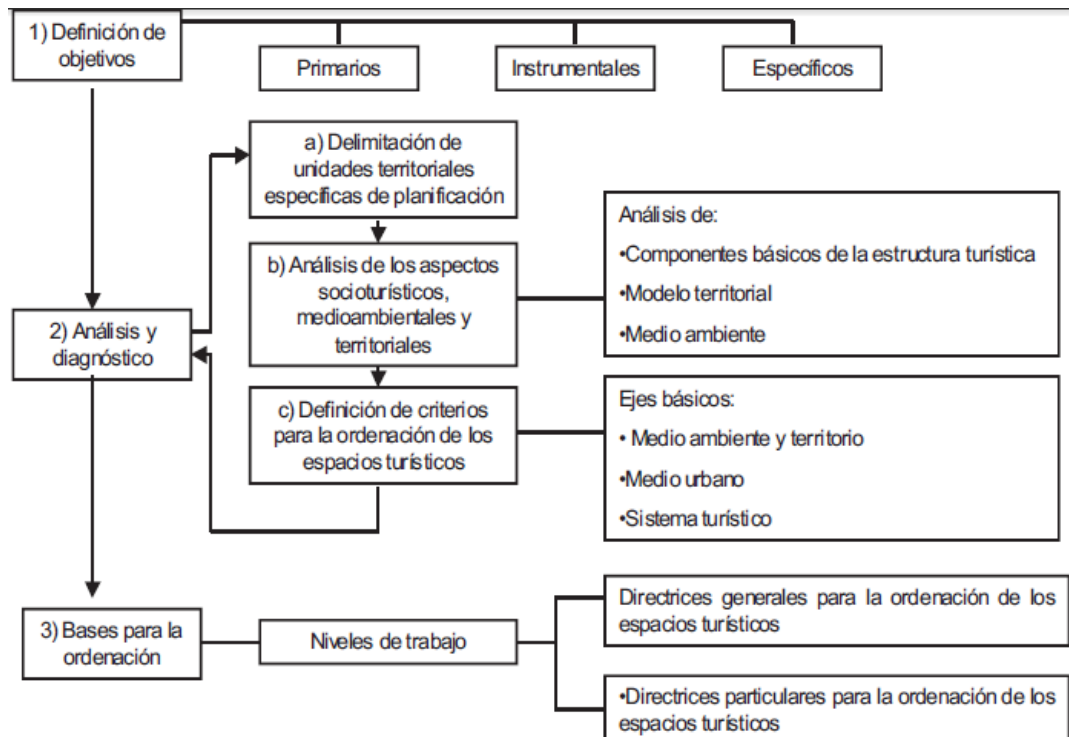 1) Definición de
objetivos
Primarios
Instrumentales
Específicos
a) Delimitación de
unidades territoriales
específicas de planificación
b) Análisis de los aspectos
socioturísticos,
medioambientales y
territoriales
Análisis de:
•Componentes básicos de la estructura turística
•Modelo territorial
•Medio ambiente
2) Análisis y
diagnóstico
c) Definición de criterios
para la ordenación de los
espacios turísticos
Ejes básicos:
• Medio ambiente y territorio
•Medio urbano
•Sistema turístico
3) Bases para la
ordenación
Niveles de trabajo
Directrices generales para la ordenación de los
espacios turísticos
•Directrices particulares para la ordenación de los
espacios turísticos